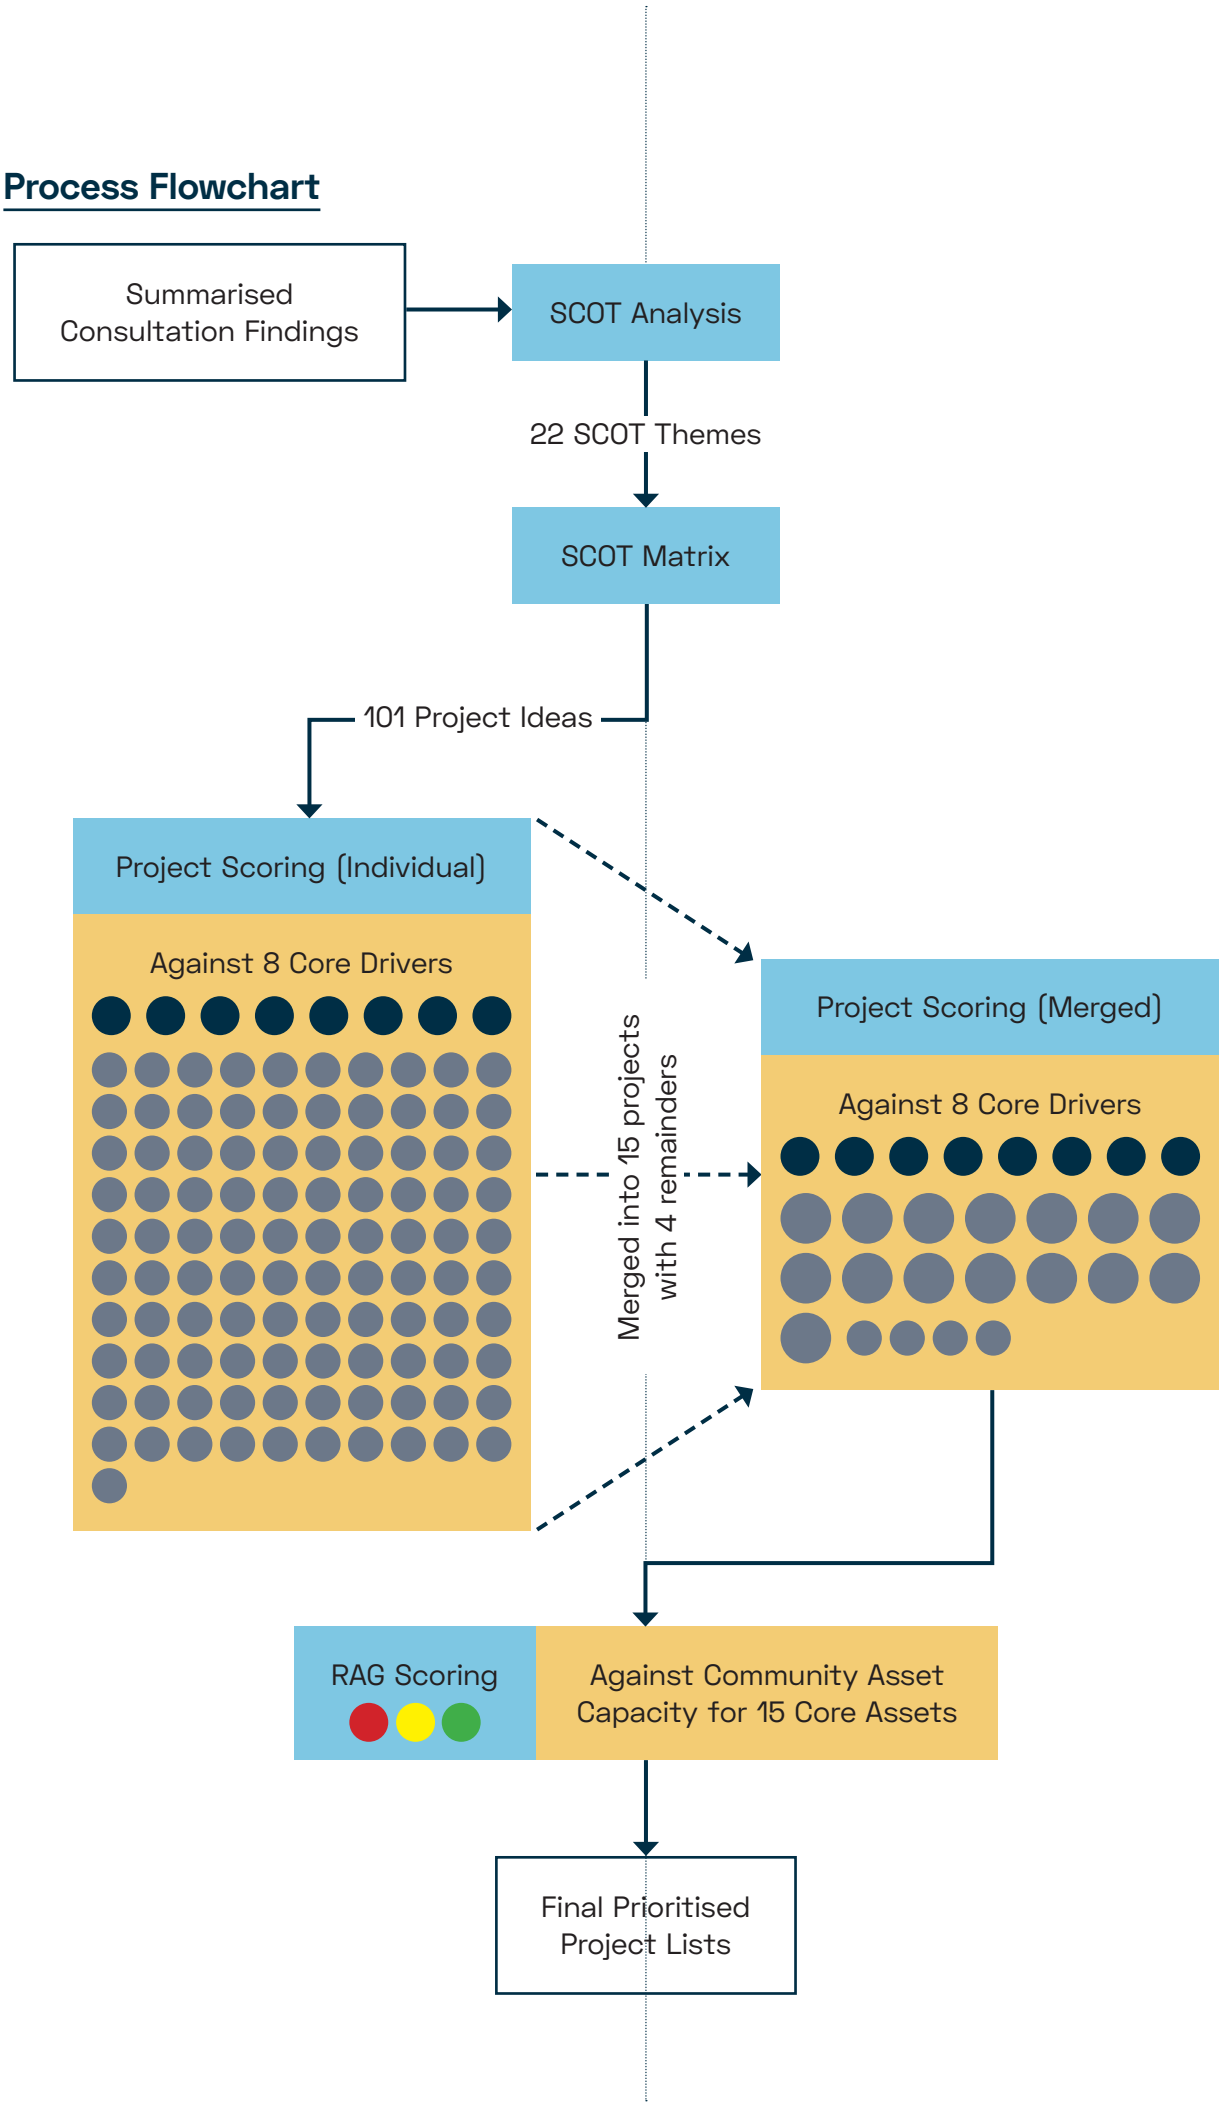 Process Flowchart
Summarised
Consultation Findings
SCOT Analysis
22 SCOT Themes
SCOT Matrix
101 Project Ideas
Project Scoring (Individual)
Against 8 Core Drivers
Merged into 15 projects
with 4 remainders
Project Scoring (Merged)
Against 8 Core Drivers
RAG Scoring
Against Community Asset
Capacity for 15 Core Assets
Final Prioritised
Project Lists